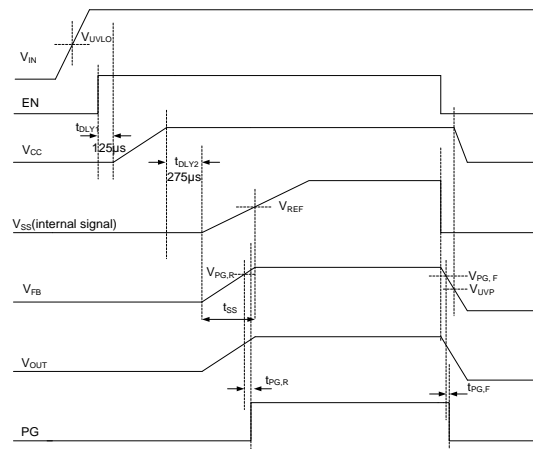 VUVLO
VIN
EN
tDLY1
125µs
VCC
tDLY2
275µs
VREF
VSS(internal signal)
VPG,R
VPG, F
VFB
VUVP
tSS
VOUT
tPG,R
tPG,F
PG